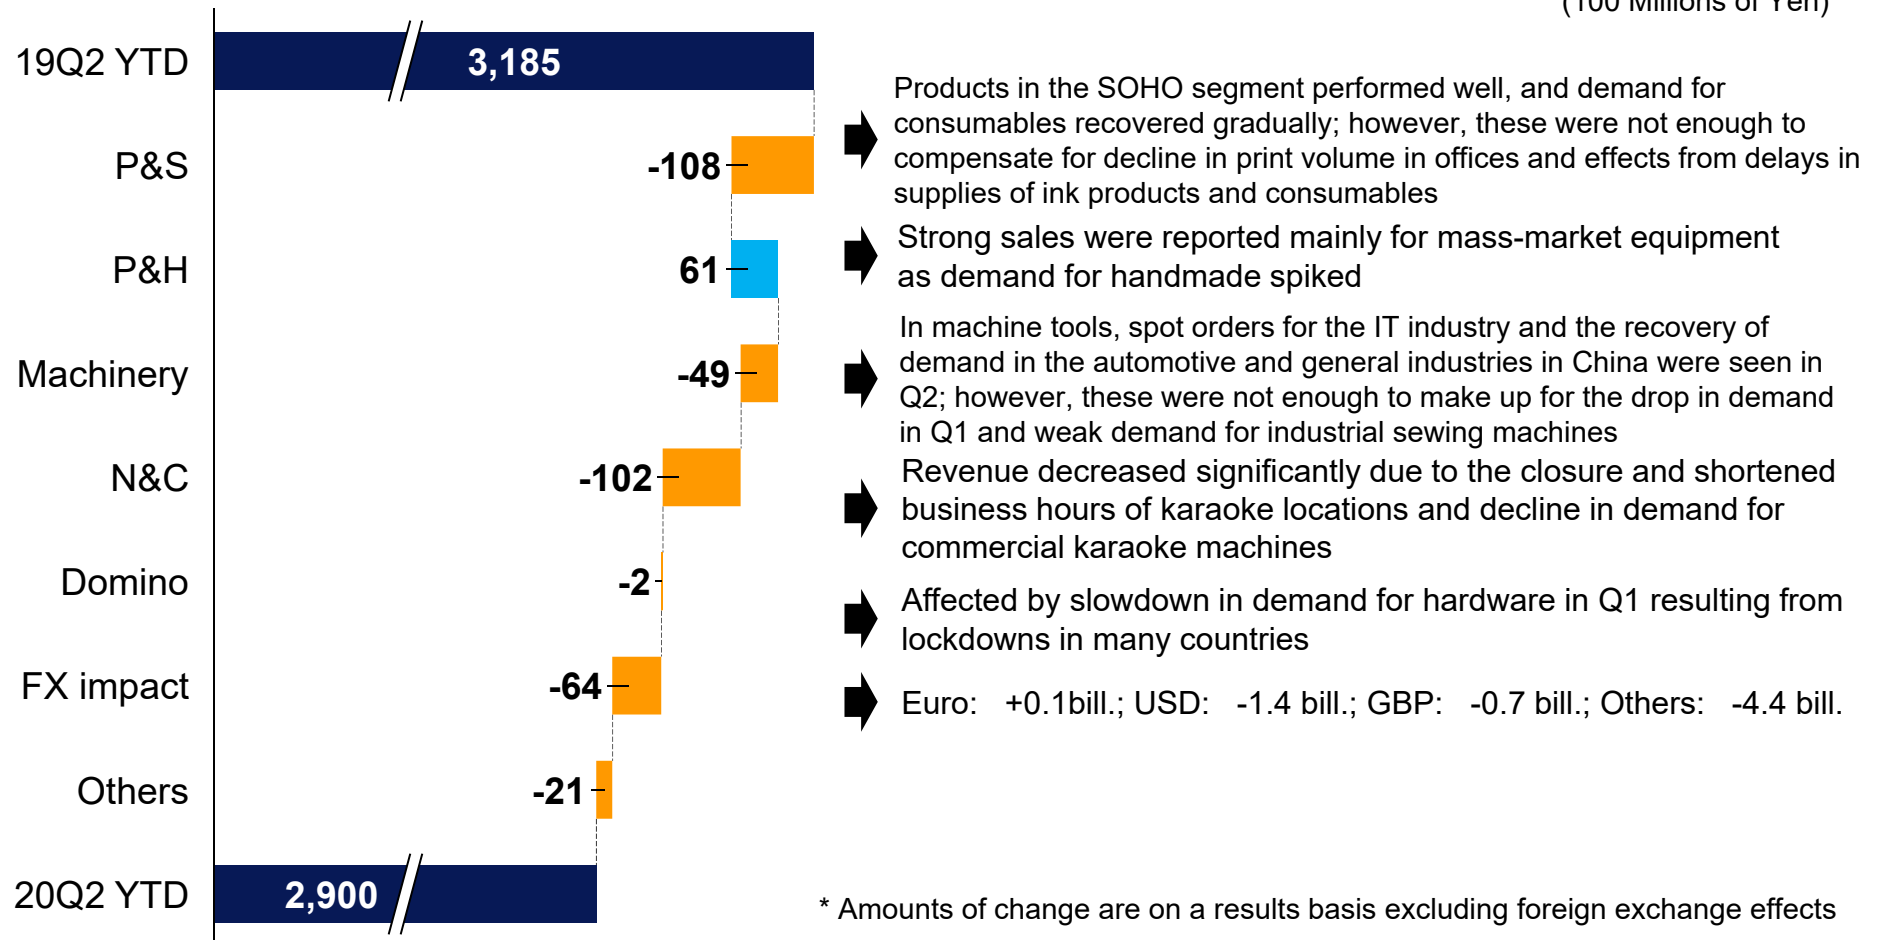 (100 Millions of Yen)
19Q2 YTD
3,185
Products in the SOHO segment performed well, and demand for
consumables recovered gradually; however, these were not enough to
compensate for decline in print volume in offices and effects from delays in
supplies of ink products and consumables
P&S
-108
Strong sales were reported mainly for mass-market equipment
as demand for handmade spiked
P&H
61
In machine tools, spot orders for the IT industry and the recovery of
demand in the automotive and general industries in China were seen in
Q2; however, these were not enough to make up for the drop in demand
in Q1 and weak demand for industrial sewing machines
Machinery
-49
Revenue decreased significantly due to the closure and shortened
business hours of karaoke locations and decline in demand for
commercial karaoke machines
N&C
-102
Domino
-2
Affected by slowdown in demand for hardware in Q1 resulting from
lockdowns in many countries
FX impact
-64
Euro: +0.1bill.; USD: -1.4 bill.; GBP: -0.7 bill.; Others: -4.4 bill.
Others
-21
20Q2 YTD
2,900
* Amounts of change are on a results basis excluding foreign exchange effects